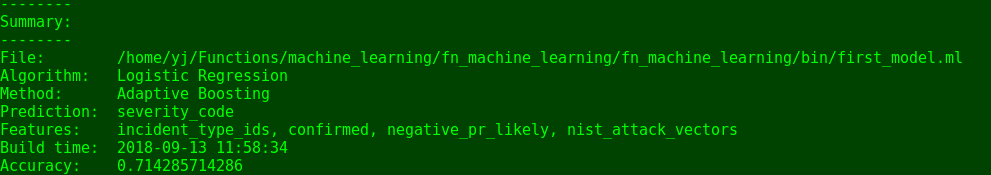 --------
Summary:
--------
File:        /home/yj/Functions/machine_learning/fn_machine_learning/fn_machine_learning/bin/first_model.ml
Algorithm:   Logistic Regression
Method:      Adaptive Boosting
Prediction:  severity_code
Features:    incident_type_ids, confirmed, negative_pr_likely, nist_attack_vectors
Build time:  2018-09-13 11:58:34
Accuracy:    0.714285714286